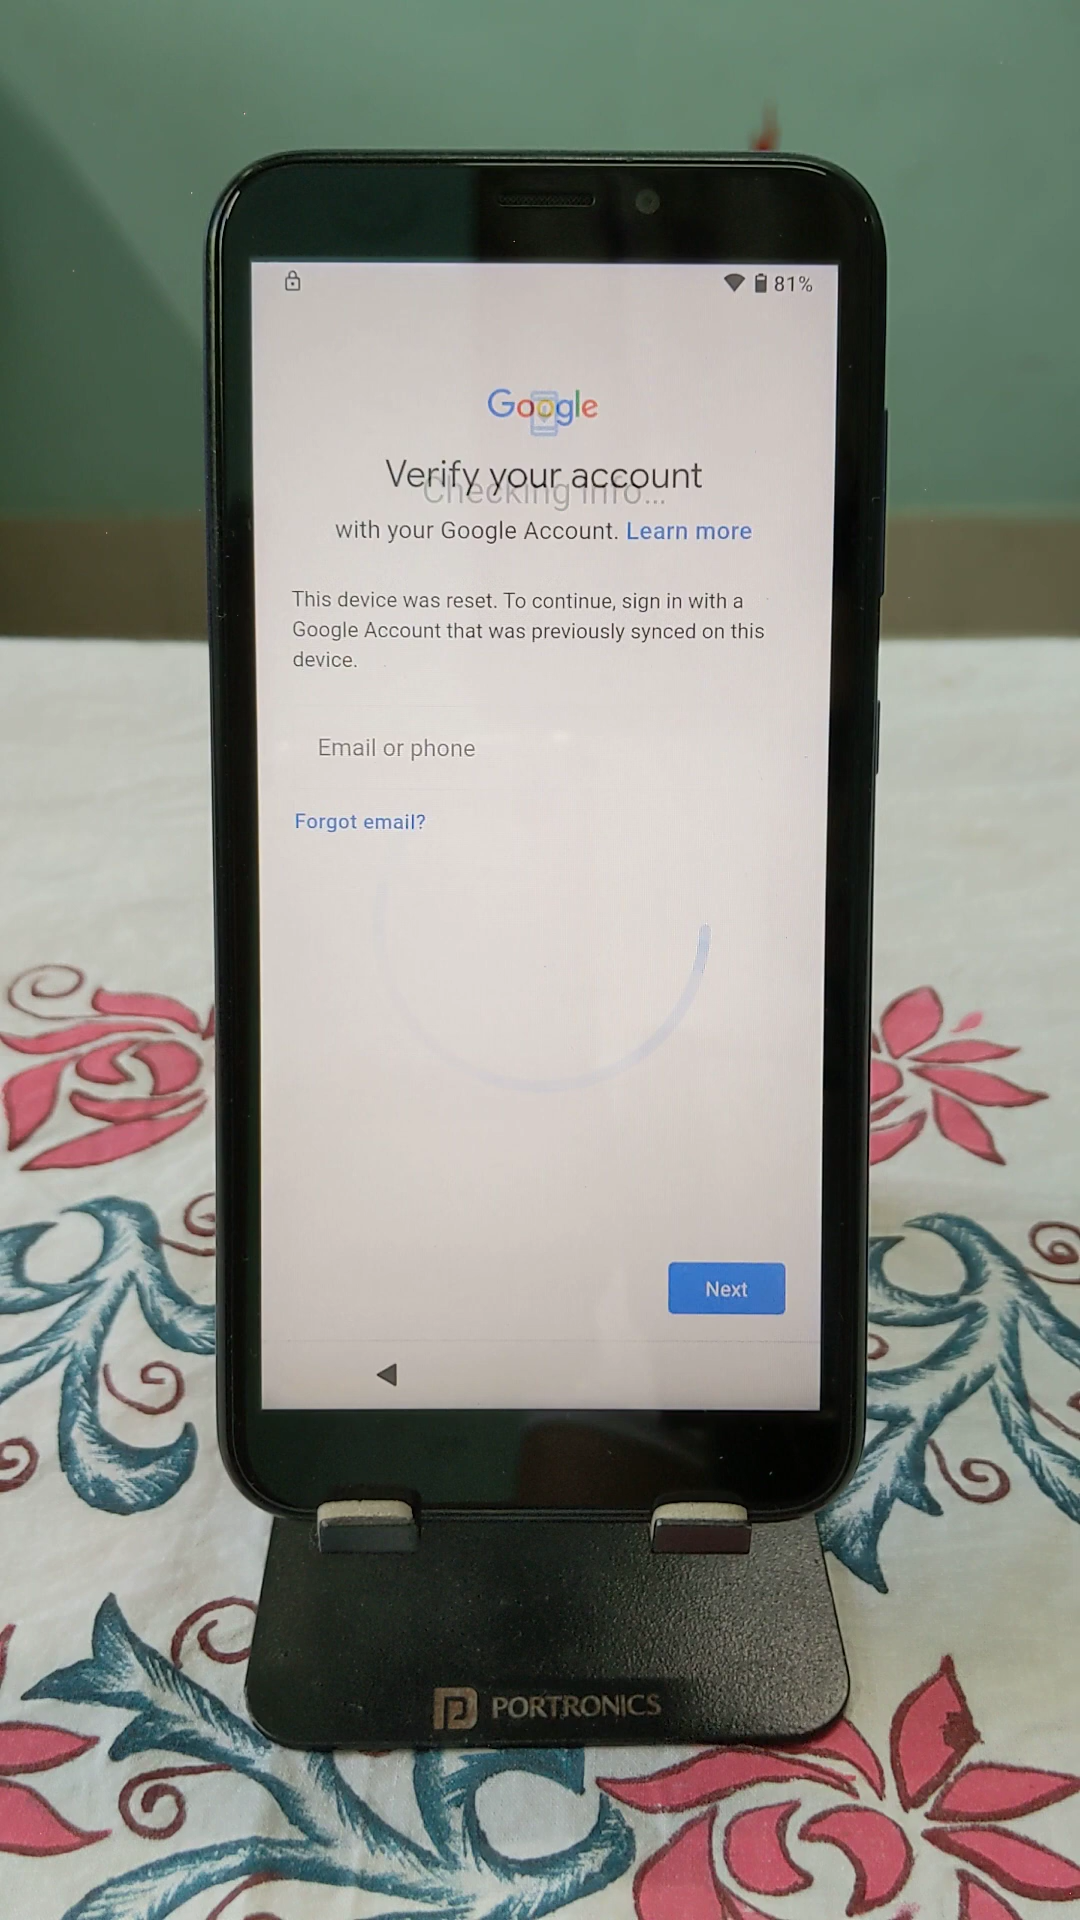 81%
Google
Verify your account
Checking info...
with your Google Account. Learn more
This device was reset. To continue, sign in with a
Google Account that was previously synced on this
device.
Email or phone
Forgot email?
Next
PORTRONICS